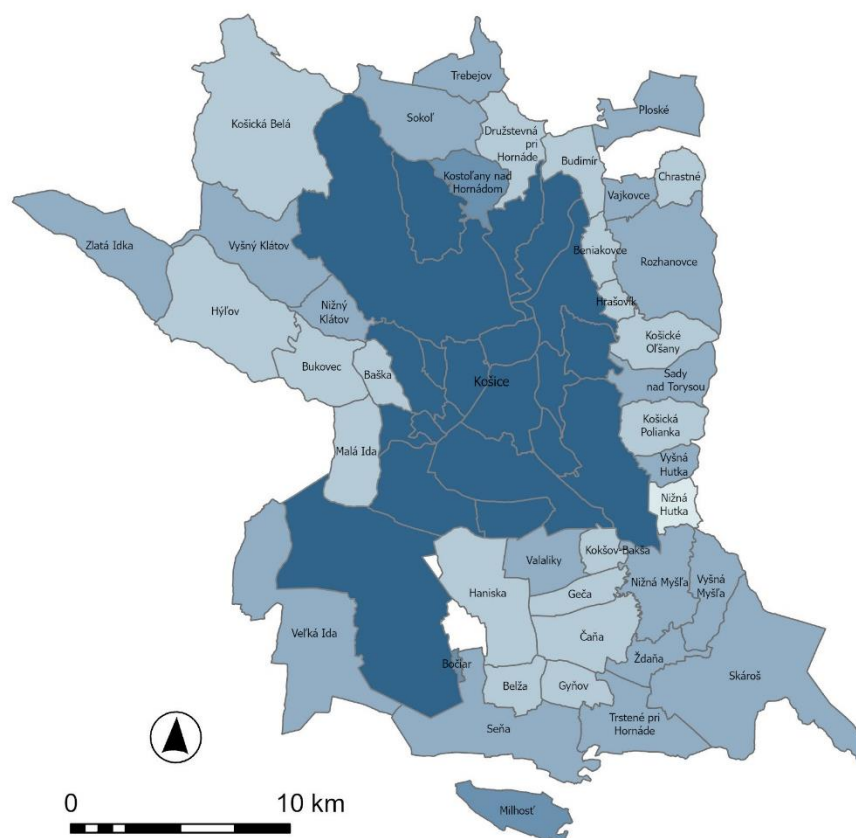 Trebejov
Ploské
Sokoľ
Košická Belá
Družstevná
pri
Hornáde
Budimír
Kostoľany nad
Hornádom
Chrastné
Vajkovce
Zlatá Idka
Vyšný Klátov
Beniakovce
Rozhanovce
Hrašovík
Nižný
Klátov
Hýľov
Košické
Oľšany
Bukovec
Baška
Košice
Sady
nad Torysou
Košická
Polianka
Malá Ida
Vyšná
Hutka
Nižná
Hutka
Valaliky
Kokšov-Bakša
Nižná Myšľa
Vyšná
Myšľa
Haniska
Geča
Veľká Ida
Čaňa
Bočiar
Ždaňa
Skároš
Belža
Gyňov
Seňa
Trstené pri
Hornáde
Milhosť
0 10 km